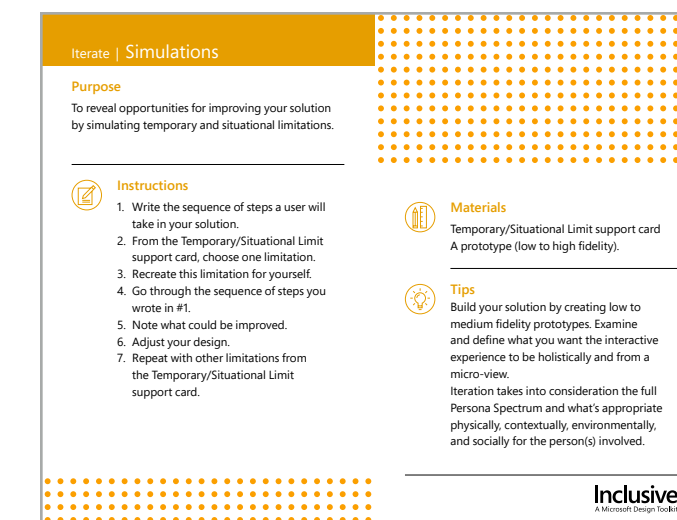 Iterate | Simulations
Purpose
To reveal opportunities for improving your solution
by simulating temporary and situational limitations.
Instructions
1. Write the sequence of steps a user will
take in your solution.
2. From the Temporary/Situational Limit
support card, choose one limitation.
3. Recreate this limitation for yourself.
4. Go through the sequence of steps you
wrote in #1.
5. Note what could be improved.
6. Adjust your design.
7. Repeat with other limitations from
the Temporary/Situational Limit
support card.
Materials
Temporary/Situational Limit support card
A prototype (low to high fidelity).
Tips
Build your solution by creating low to
medium fidelity prototypes. Examine
and define what you want the interactive
experience to be holistically and from a
micro-view.
Iteration takes into consideration the full
Persona Spectrum and what's appropriate
physically, contextually, environmentally,
and socially for the person(s) involved.
Inclusive
A Microsoft Design Toolkit